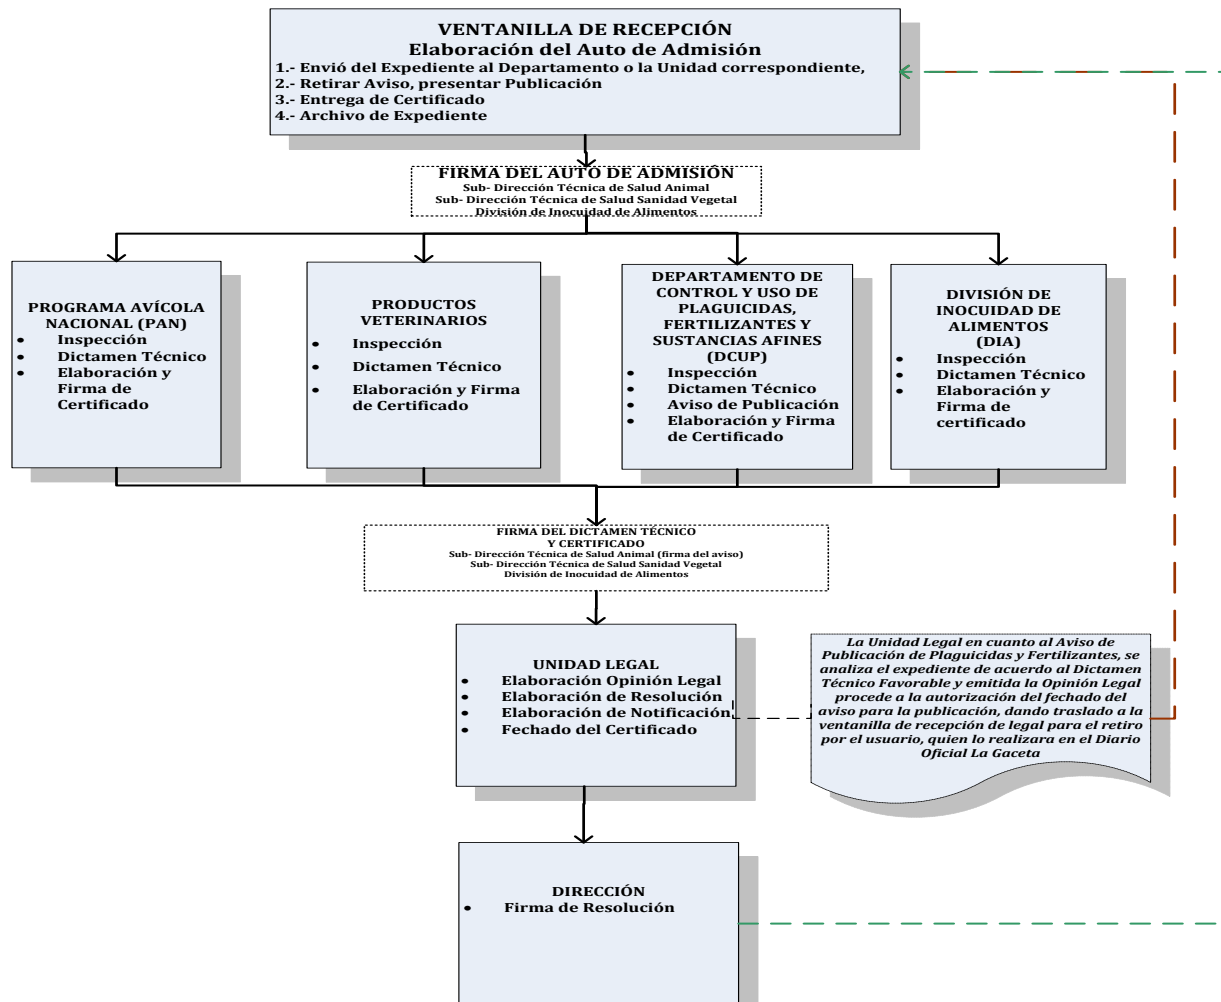 VENTANILLA DE RECEPCIÓN
Elaboración del Auto de Admisión
1.- Envió del Expediente al Departamento o la Unidad correspondiente,
2.- Retirar Aviso, presentar Publicación
3.- Entrega de Certificado
4.- Archivo de Expediente
FIRMA DEL AUTO DE ADMISIÓN
Sub- Dirección Técnica de Salud Animal
Sub- Dirección Técnica de Salud Sanidad Vegetal
División de Inocuidad de Alimentos
PROGRAMA AVÍCOLA
NACIONAL (PAN)
• Inspección
• Dictamen Técnico
• Elaboración y
Firma de
Certificado
PRODUCTOS
VETERINARIOS
• Inspección
• Dictamen Técnico
• Elaboración y Firma
de Certificado
DEPARTAMENTO DE
CONTROL Y USO DE
PLAGUICIDAS,
FERTILIZANTES Y
SUSTANCIAS AFINES
(DCUP)
• Inspección
• Dictamen Técnico
• Aviso de Publicación
• Elaboración y Firma
de Certificado
DIVISIÓN DE
INOCUIDAD DE
ALIMENTOS
(DIA)
• Inspección
• Dictamen Técnico
• Elaboración y
Firma de
certificado
FIRMA DEL DICTAMEN TÉCNICO
Y CERTIFICADO
Sub- Dirección Técnica de Salud Animal (firma del aviso)
Sub- Dirección Técnica de Salud Sanidad Vegetal
División de Inocuidad de Alimentos
UNIDAD LEGAL
• Elaboración Opinión Legal
• Elaboración de Resolución
• Elaboración de Notificación
• Fechado del Certificado
La Unidad Legal en cuanto al Aviso de
Publicación de Plaguicidas y Fertilizantes, se
analiza el expediente de acuerdo al Dictamen
Técnico Favorable y emitida la Opinión Legal
procede a la autorización del fechado del
aviso para la publicación, dando traslado a la
ventanilla de recepción de legal para el retiro
por el usuario, quien lo realizara en el Diario
Oficial La Gaceta
DIRECCIÓN
• Firma de Resolución